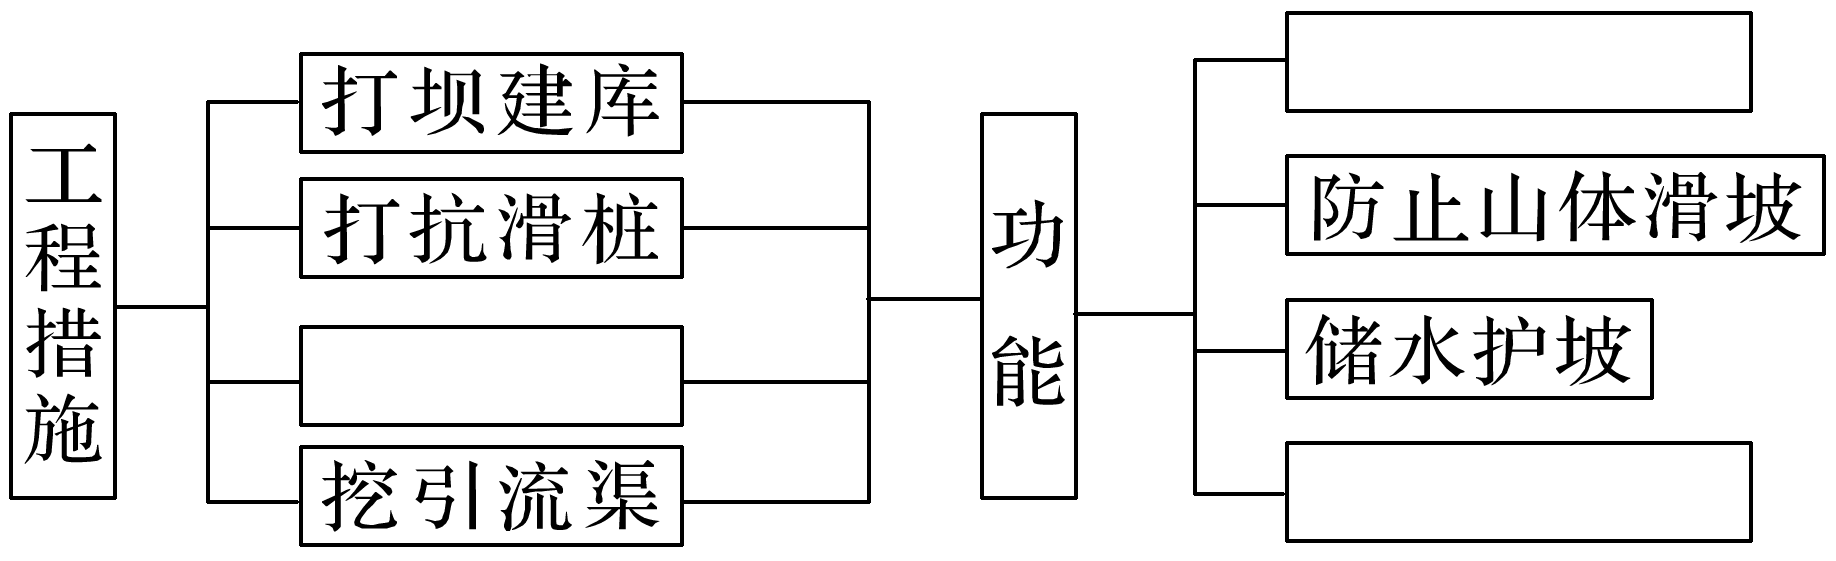 工程措施
打坝建库
打抗滑桩
挖引流渠
功能
防止山体滑坡
储水护坡